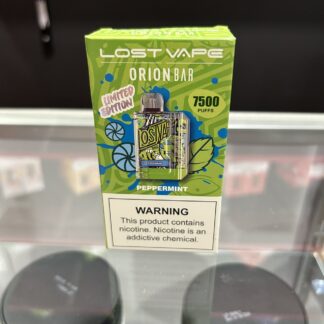 LOST VAPE
ORION BAR
LIMITED
EDITION
7500
PUFFS
PEPPERMINT
WARNING
This product contains
nicotine. Nicotine is an
addictive chemical.